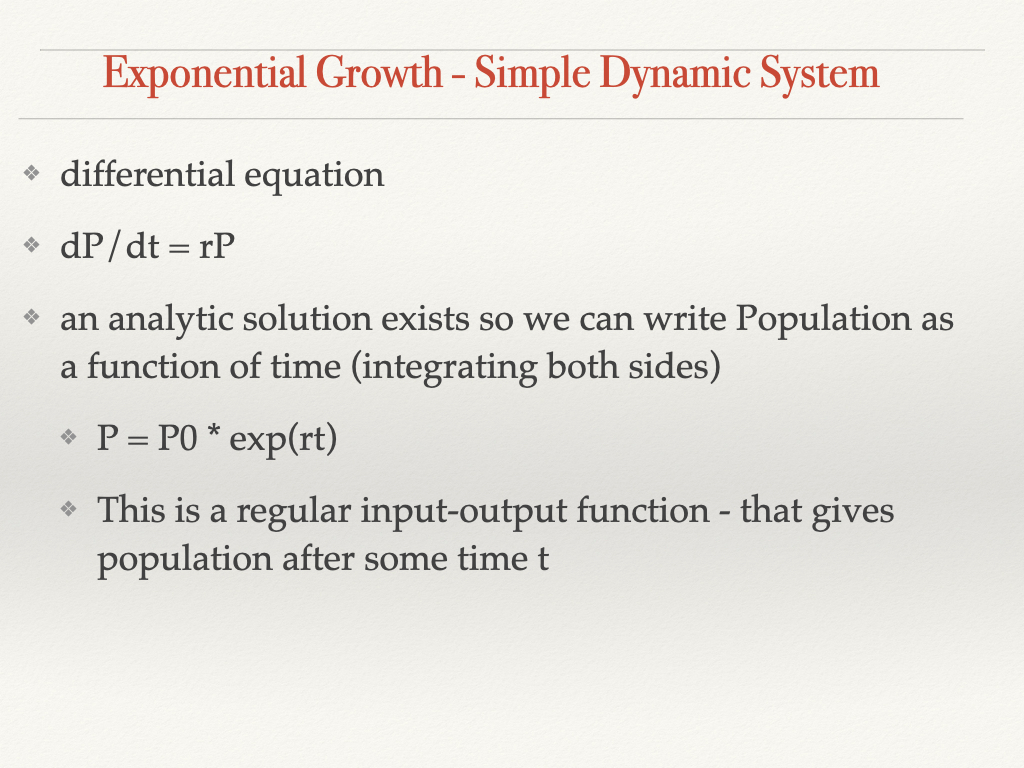 Exponential Growth - Simple Dynamic System
❖ differential equation
❖ dP/dt = rP
❖ an analytic solution exists so we can write Population as
a function of time (integrating both sides)
❖ P = P0 * exp(rt)
❖ This is a regular input-output function - that gives
population after some time t